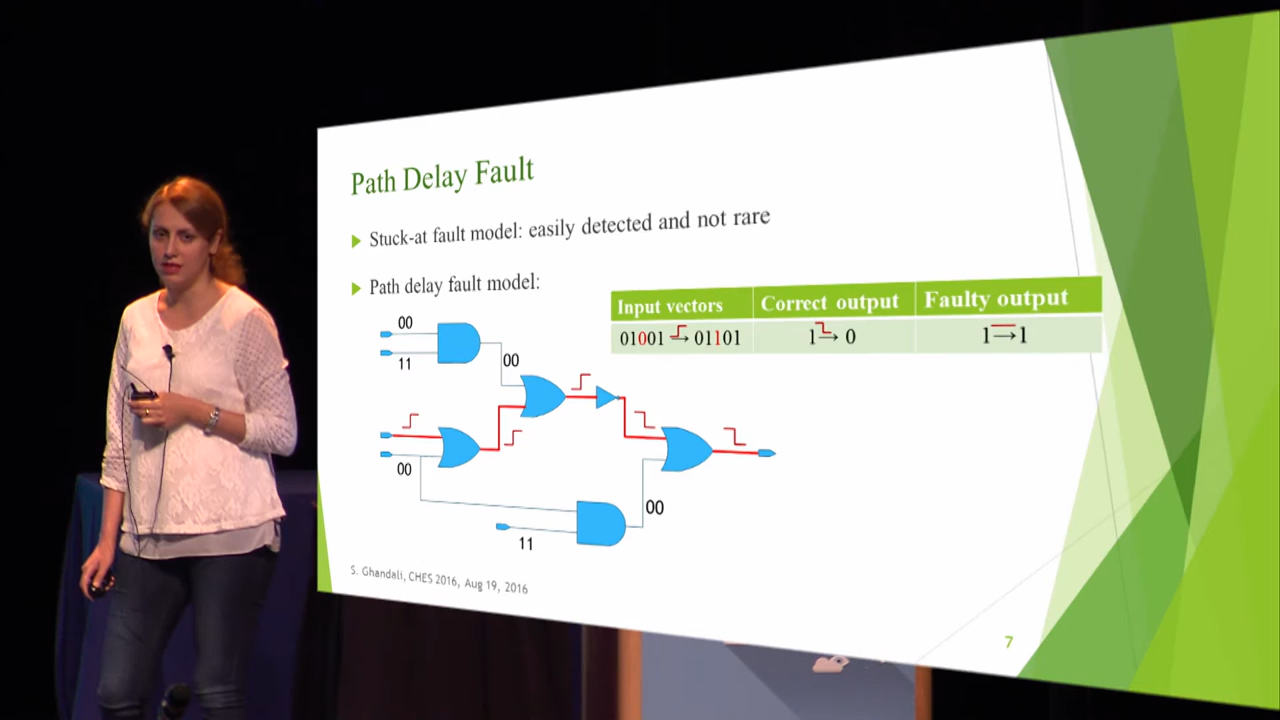 Path Delay Fault
Stuck-at fault model: easily detected and not rare
Path delay fault model:
Input vectors Correct output Faulty output
01001 → 01101 1 → 0 1→1
00
11
00
00
00
11
S. Ghandali, CHES 2016, Aug 19, 2016
7